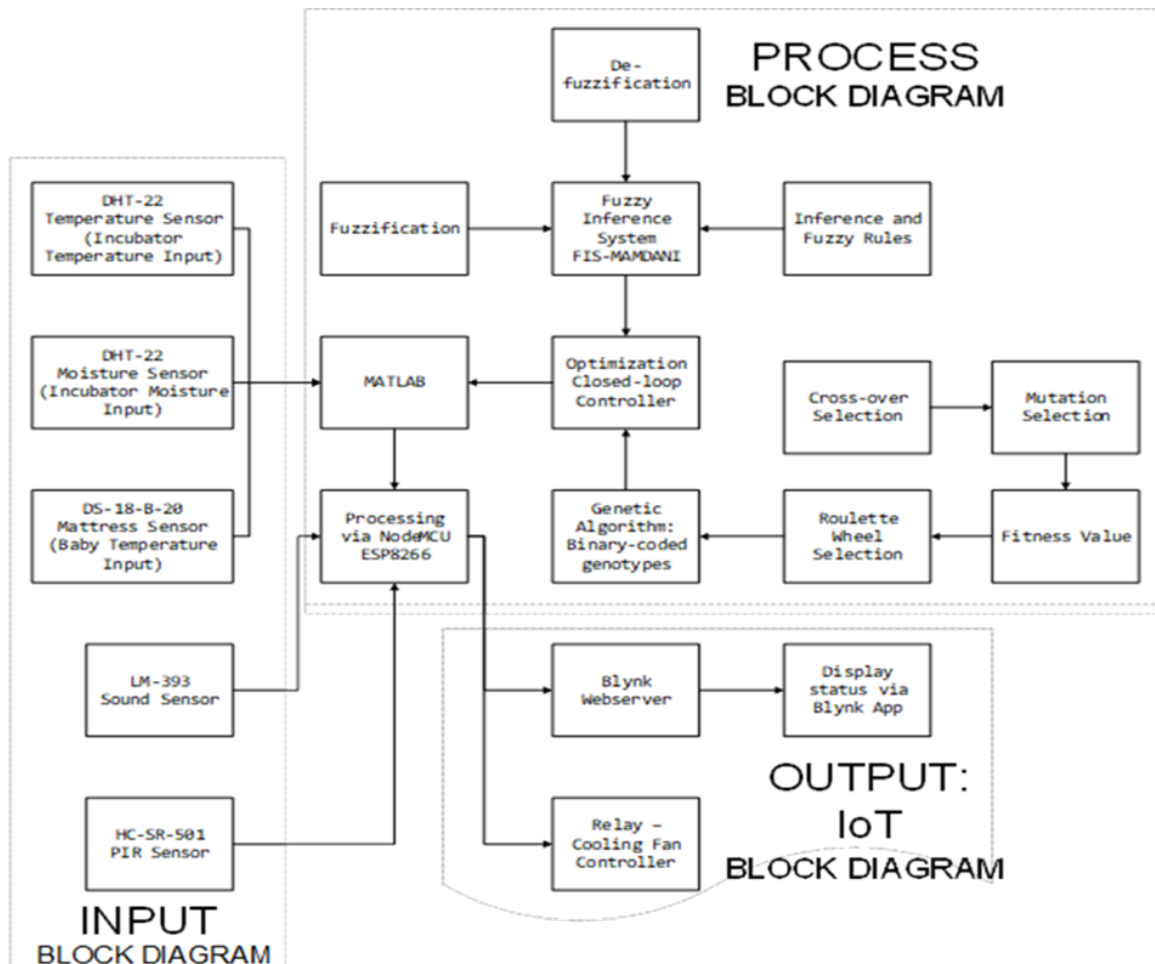 PROCESS
BLOCK DIAGRAM
De-
fuzzification
DHT-22
Temperature Sensor
(Incubator
Temperature Input)
Fuzzification
Fuzzy
Inference
System
FIS-MAMDANI
Inference and
Fuzzy Rules
DHT-22
Moisture Sensor
(Incubator Moisture
Input)
MATLAB
Optimization
Closed-loop
Controller
Cross-over
Selection
Mutation
Selection
DS-18-B-20
Mattress Sensor
(Baby Temperature
Input)
Processing
via NodeMCU
ESP8266
Genetic
Algorithm:
Binary-coded
genotypes
Roulette
Wheel
Selection
Fitness Value
LM-393
Sound Sensor
Blynk
Webserver
Display
status via
Blynk App
HC-SR-501
PIR Sensor
Relay –
Cooling Fan
Controller
OUTPUT:
IoT
BLOCK DIAGRAM
INPUT
BLOCK DIAGRAM